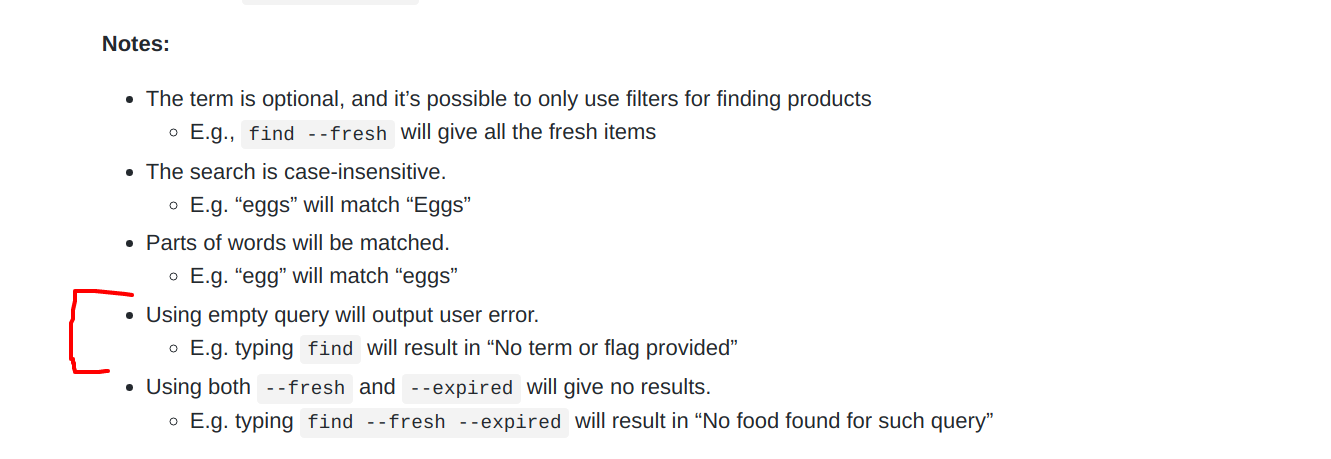 Notes:
The term is optional, and it’s possible to only use filters for finding products
E.g., find --fresh will give all the fresh items
The search is case-insensitive.
E.g. “eggs” will match “Eggs”
Parts of words will be matched.
E.g. “egg” will match “eggs”
Using empty query will output user error.
E.g. typing find will result in “No term or flag provided”
Using both --fresh and --expired will give no results.
E.g. typing find --fresh --expired will result in “No food found for such query”